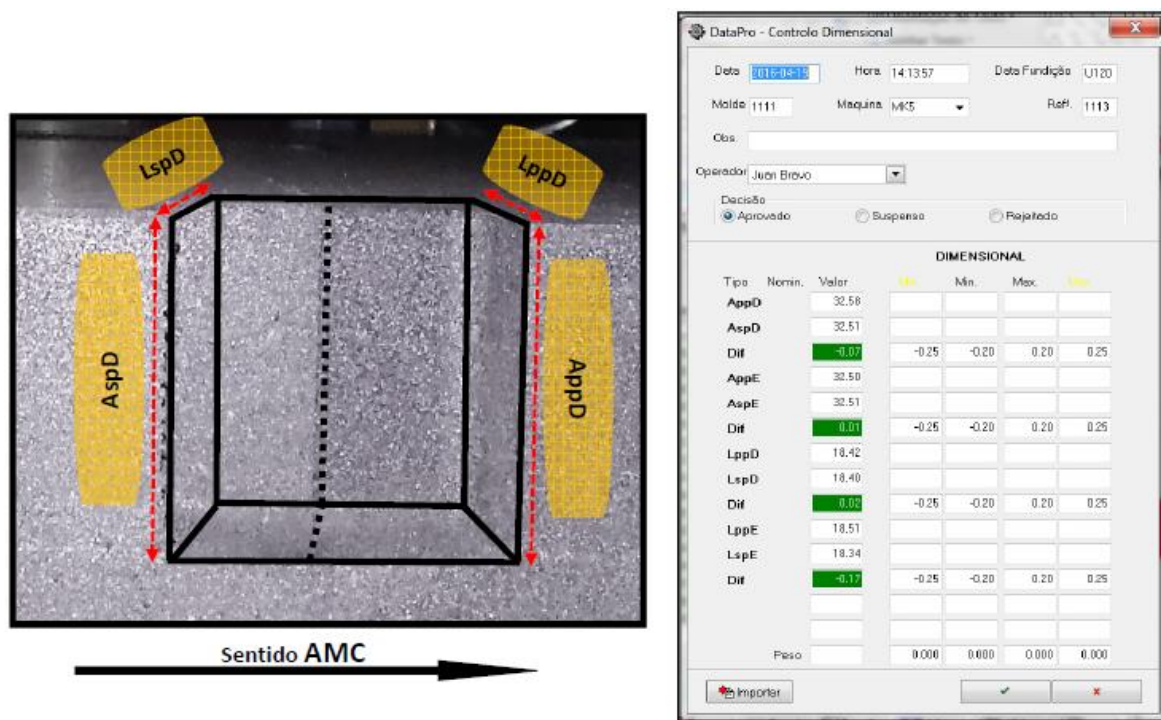 LspD
LppD
AspD
AppD
Sentido AMC
DataPro - Controlo Dimensional
Data 2016-04-19 Hora 14:13:57 Data Fundição U120
Molde 1111 Maquina MK5 Reff. 1113
Obs.
Operador Juan Bravo
Decisão
Aprovado Suspenso Rejeitado
DIMENSIONAL
Tipo Nomin. Valor Min. Min. Max. Max.
AppD 32.58
AspD 32.51
Dif -0.07 -0.25 -0.20 0.20 0.25
AppE 32.50
AspE 32.51
Dif 0.01 -0.25 -0.20 0.20 0.25
LppD 18.42
LspD 18.40
Dif 0.02 -0.25 -0.20 0.20 0.25
LppE 18.51
LspE 18.34
Dif -0.17 -0.25 -0.20 0.20 0.25
Peso 0.000 0.000 0.000 0.000
Importar